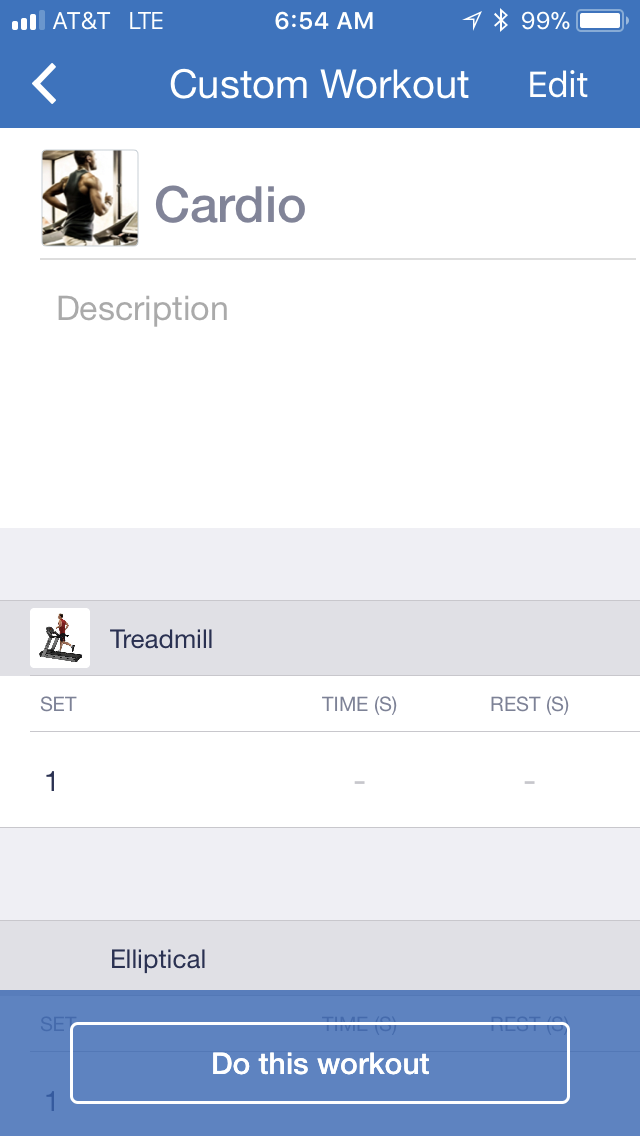 AT&T LTE 6:54 AM 99%
Custom Workout Edit
Cardio
Description
Treadmill
SET TIME (S) REST (S)
1 - -
Elliptical
SET TIME (S) REST (S)
Do this workout
1